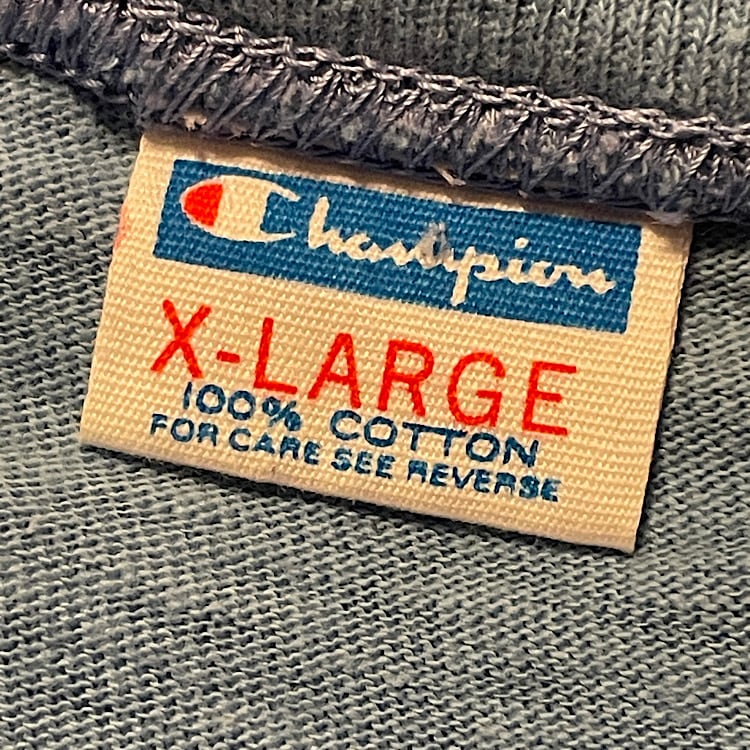 Champion
X-LARGE
100% COTTON
FOR CARE SEE REVERSE